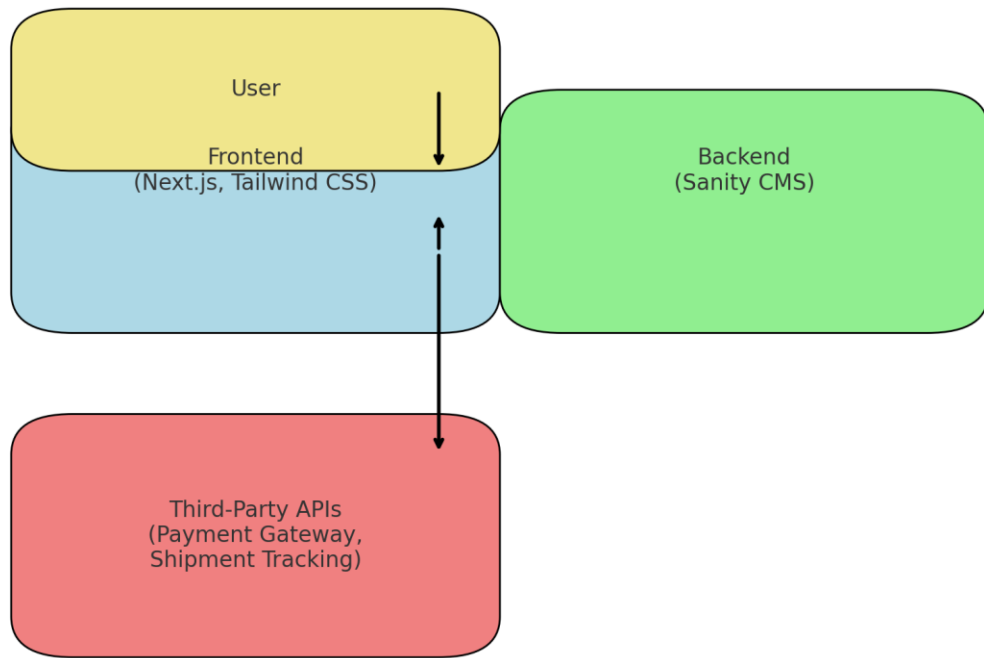 User
Frontend
(Next.js, Tailwind CSS)
Backend
(Sanity CMS)
Third-Party APIs
(Payment Gateway,
Shipment Tracking)